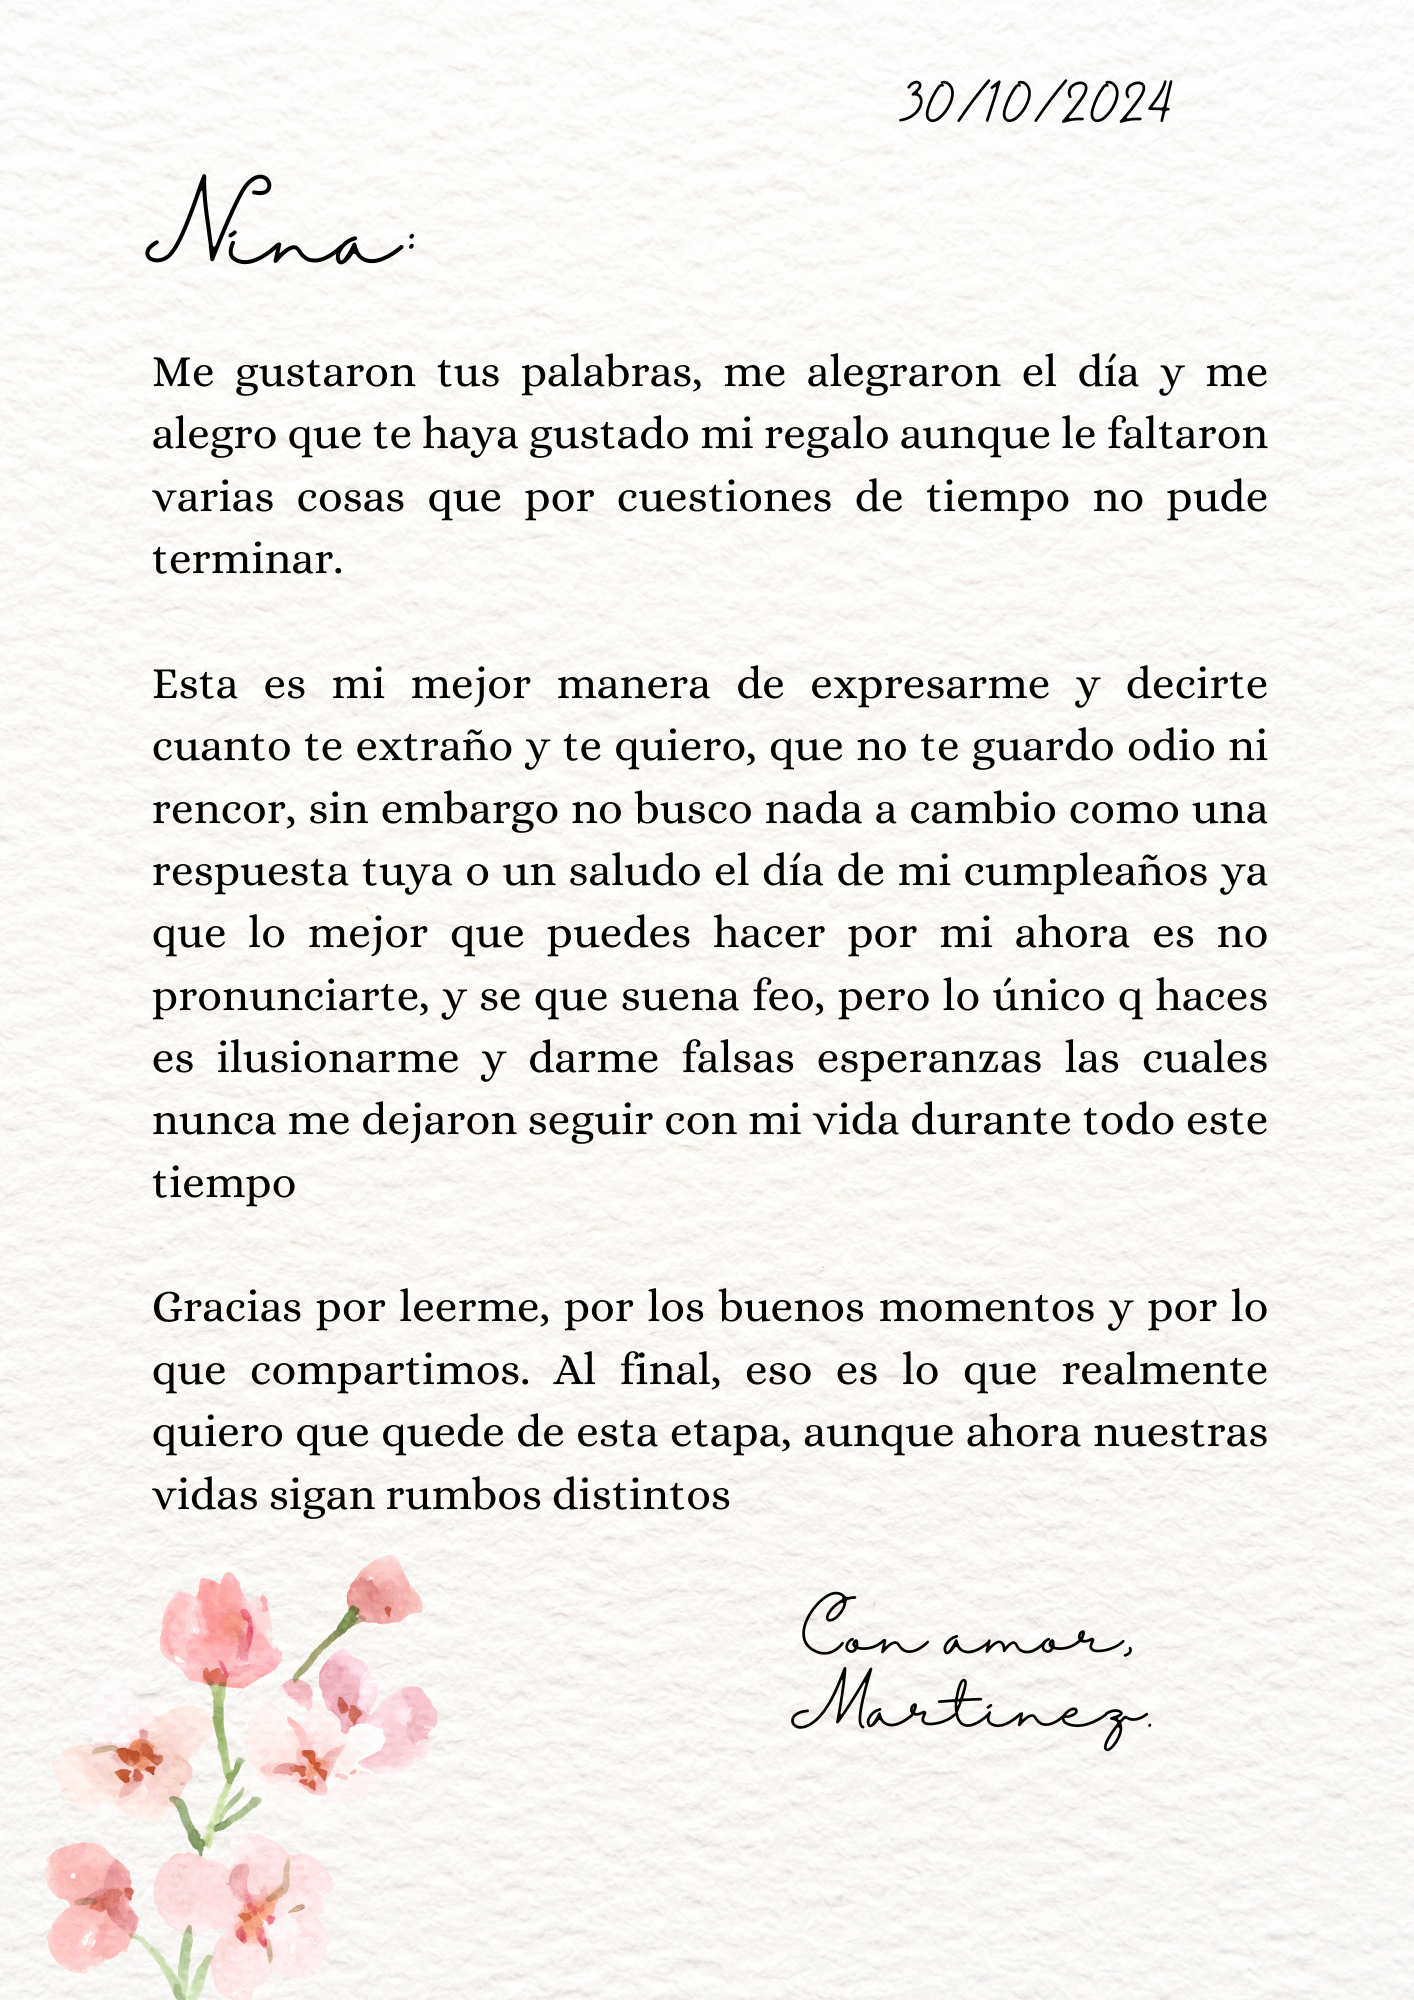 30/10/2024
Nina:
Me gustaron tus palabras, me alegraron el día y me
alegro que te haya gustado mi regalo aunque le faltaron
varias cosas que por cuestiones de tiempo no pude
terminar.
Esta es mi mejor manera de expresarme y decirte
cuanto te extraño y te quiero, que no te guardo odio ni
rencor, sin embargo no busco nada a cambio como una
respuesta tuya o un saludo el día de mi cumpleaños ya
que lo mejor que puedes hacer por mi ahora es no
pronunciarte, y se que suena feo, pero lo único q haces
es ilusionarme y darme falsas esperanzas las cuales
nunca me dejaron seguir con mi vida durante todo este
tiempo
Gracias por leerme, por los buenos momentos y por lo
que compartimos. Al final, eso es lo que realmente
quiero que quede de esta etapa, aunque ahora nuestras
vidas sigan rumbos distintos
Con amor,
Martinez.